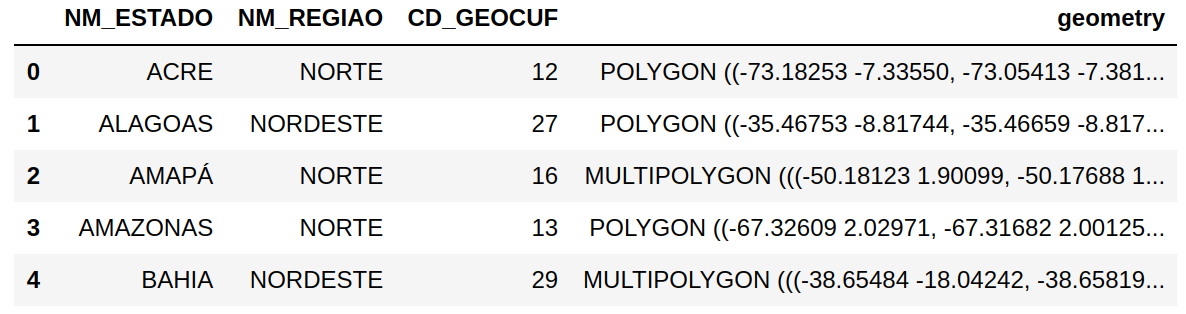 NM_ESTADO NM_REGIAO CD_GEOCUF geometry
0 ACRE NORTE 12 POLYGON ((-73.18253 -7.33550, -73.05413 -7.381...
1 ALAGOAS NORDESTE 27 POLYGON ((-35.46753 -8.81744, -35.46659 -8.817...
2 AMAPÁ NORTE 16 MULTIPOLYGON (((-50.18123 1.90099, -50.17688 1...
3 AMAZONAS NORTE 13 POLYGON ((-67.32609 2.02971, -67.31682 2.00125...
4 BAHIA NORDESTE 29 MULTIPOLYGON (((-38.65484 -18.04242, -38.65819...